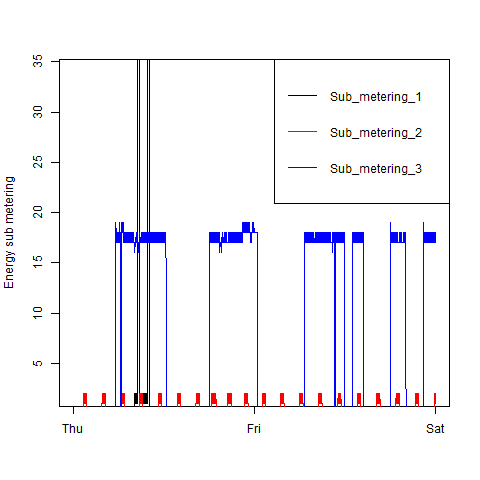 Energy sub metering
35
30
25
20
15
10
5
Sub_metering_1
Sub_metering_2
Sub_metering_3
Thu Fri Sat